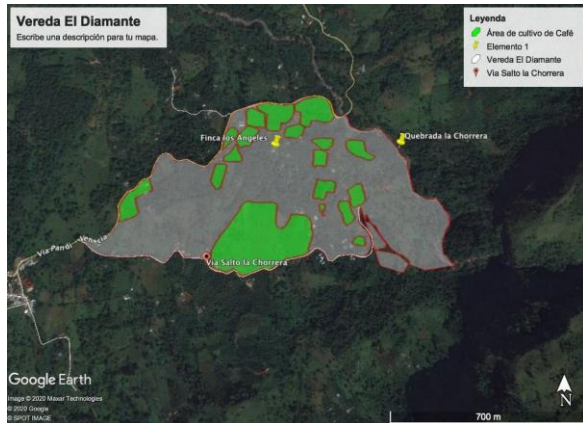 Vereda El Diamante
Escribe una descripción para tu mapa.
Leyenda
Área de cultivo de Café
Elemento 1
Vereda El Diamante
Via Salto la Chorrera
Finca los Angeles
Quebrada la Chorrera
Via Pandi - Venecia
Via Salto la Chorrera
Google Earth
Image © 2020 Maxar Technologies
© 2020 Google
© SPOT IMAGE
N
700 m